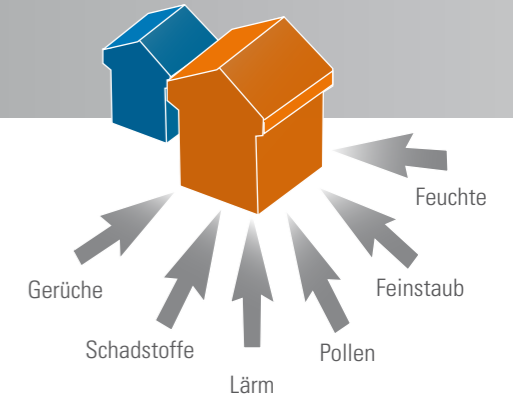 Feuchte
Gerüche
Feinstaub
Schadstoffe
Pollen
Lärm